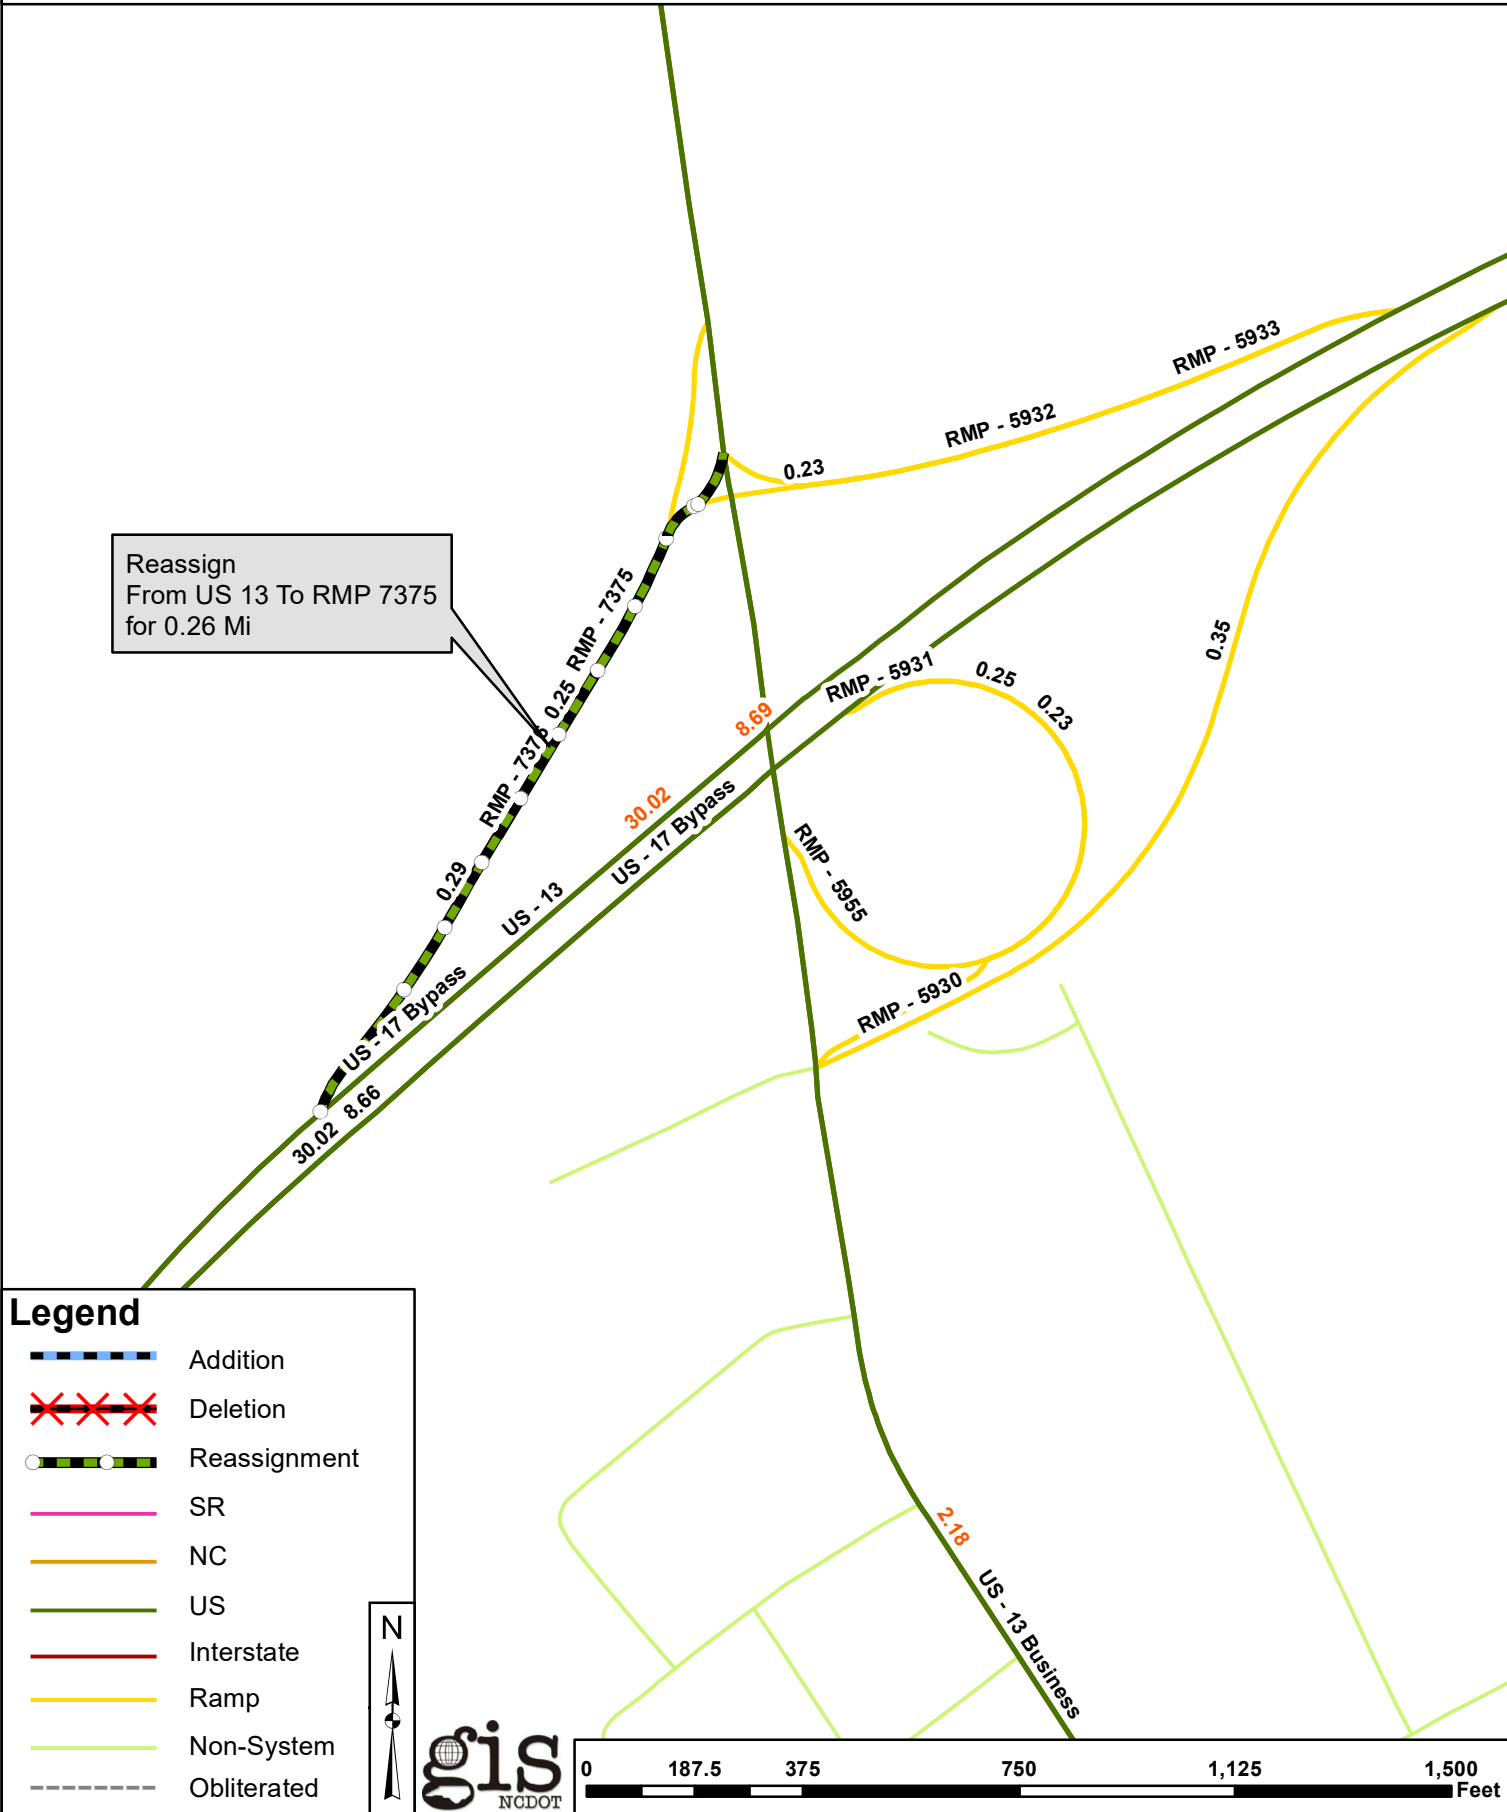 RMP - 5933
RMP - 5932
0.23
Reassign
From US 13 To RMP 7375
for 0.26 Mi
RMP - 7375
0.25
RMP - 7375
0.29
0.35
RMP - 5931
0.25
0.23
8.69
30.02
US - 17 Bypass
US - 13
RMP - 5955
US - 17 Bypass
RMP - 5930
8.66
30.02
2.18
US - 13 Business
Legend
Addition
Deletion
Reassignment
SR
NC
US
Interstate
Ramp
Non-System
Obliterated
N
gis
NCDOT
0 187.5 375 750 1,125 1,500
Feet